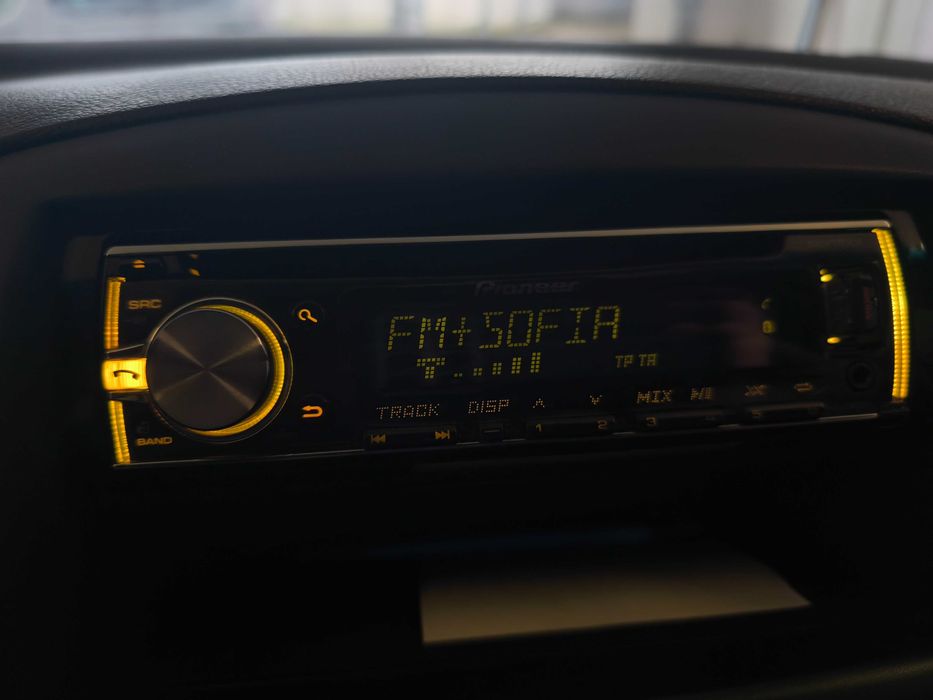 Pioneer
SRC
FM+SOFIA
TP TA
TRACK DISP MIX
BAND
1 2 3 5